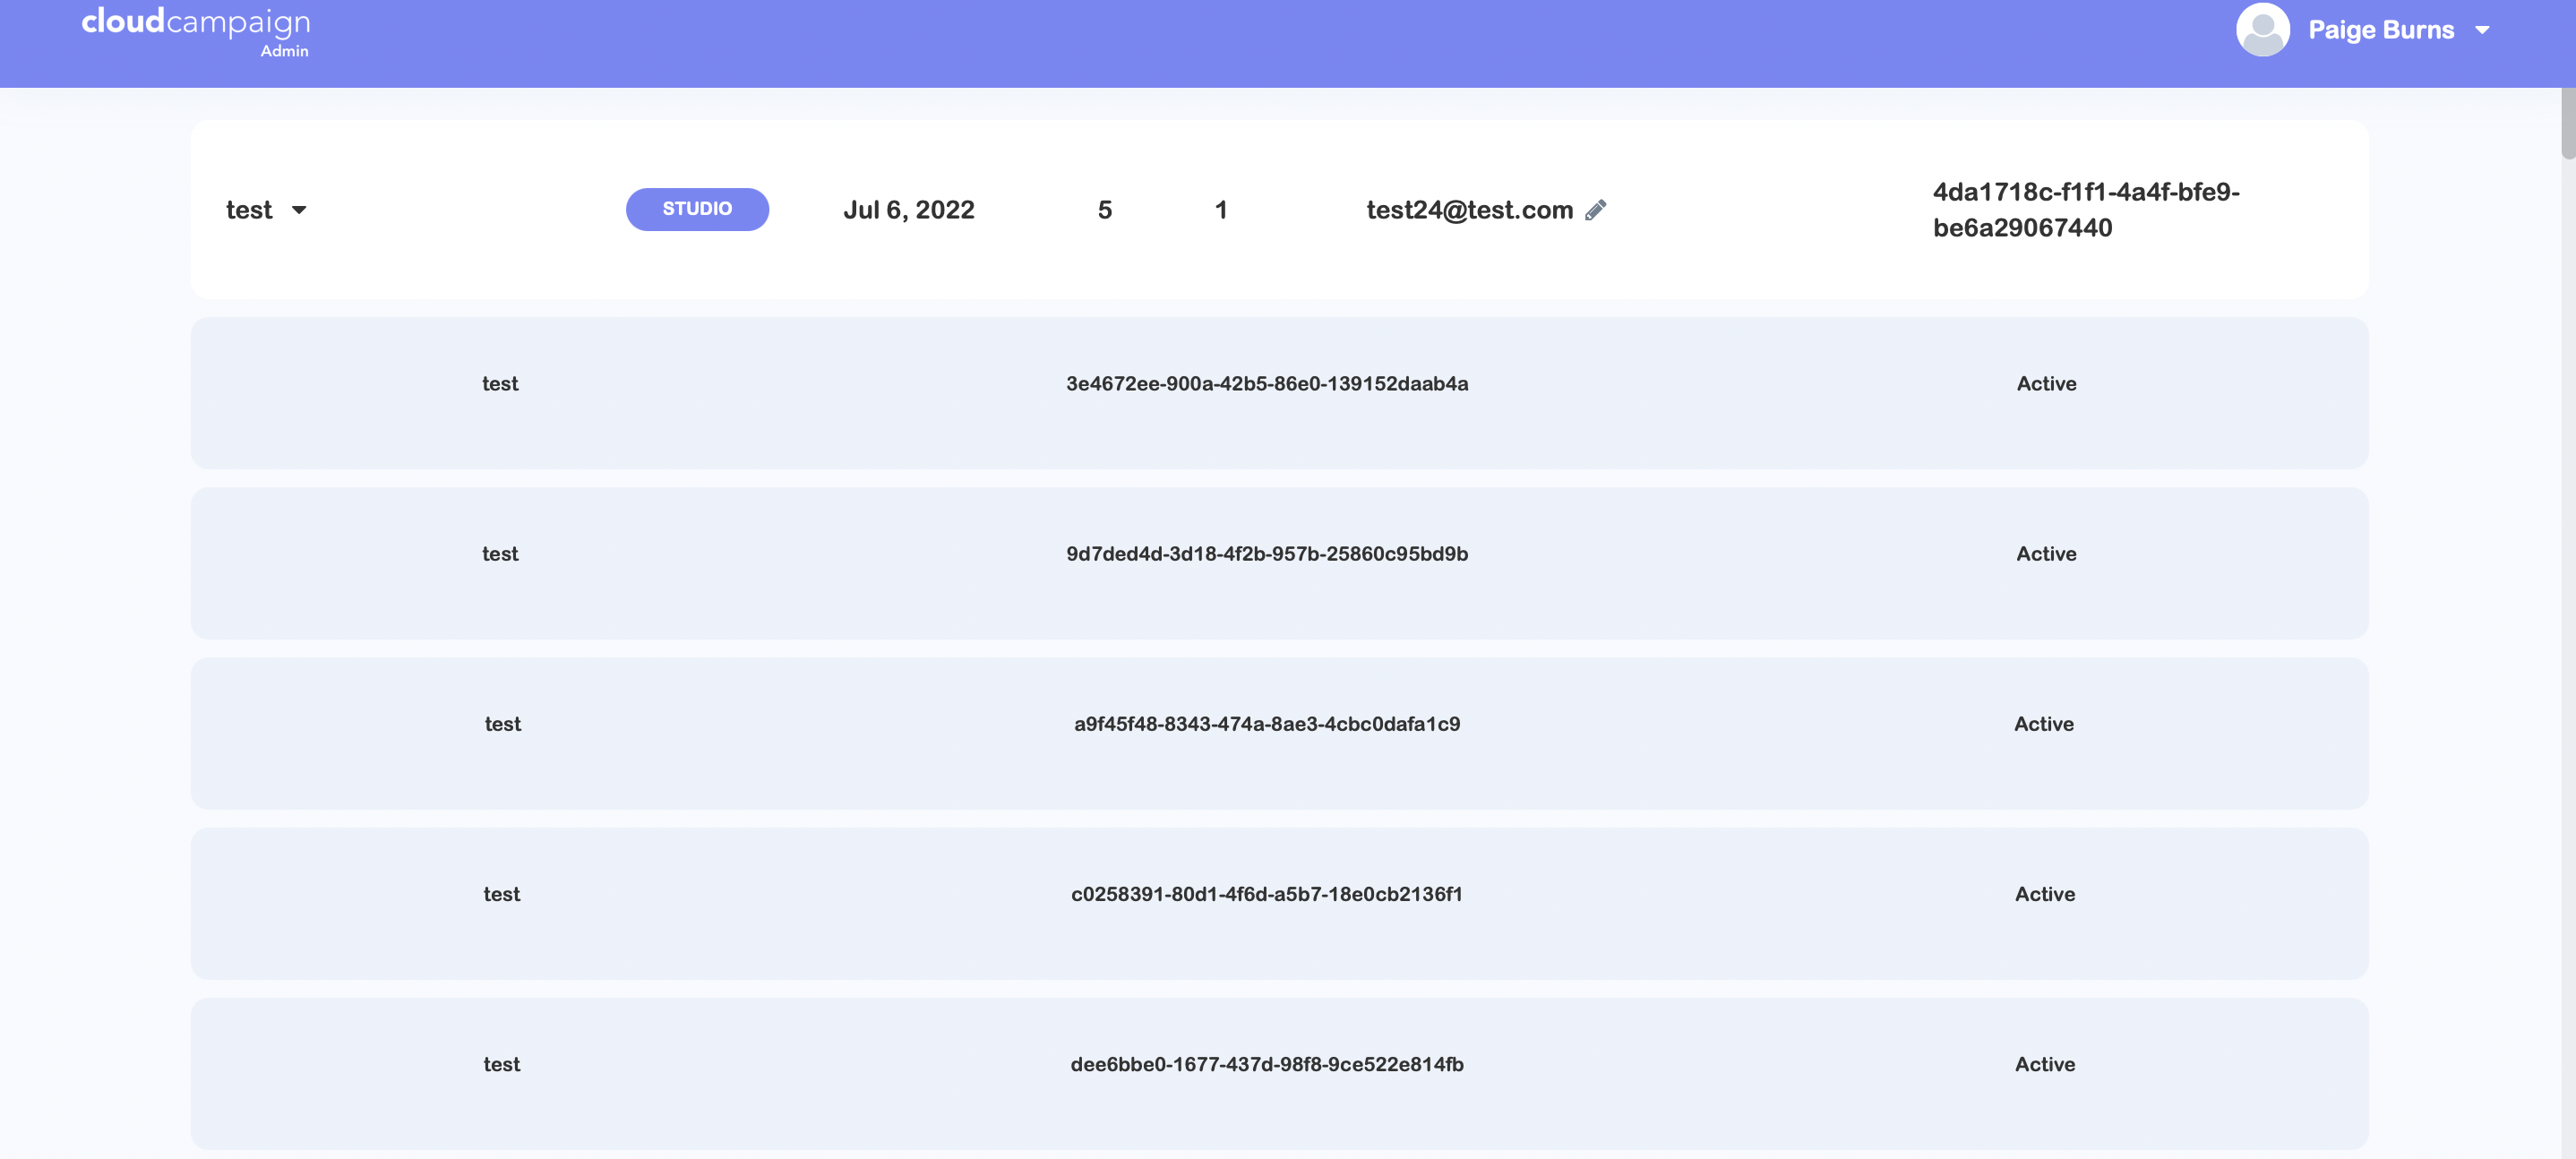 cloudcampaign
Admin
Paige Burns
test
STUDIO
Jul 6, 2022
5
1
test24@test.com
4da1718c-f1f1-4a4f-bfe9-
be6a29067440
test
3e4672ee-900a-42b5-86e0-139152daab4a
Active
test
9d7ded4d-3d18-4f2b-957b-25860c95bd9b
Active
test
a9f45f48-8343-474a-8ae3-4cbc0dafa1c9
Active
test
c0258391-80d1-4f6d-a5b7-18e0cb2136f1
Active
test
dee6bbe0-1677-437d-98f8-9ce522e814fb
Active